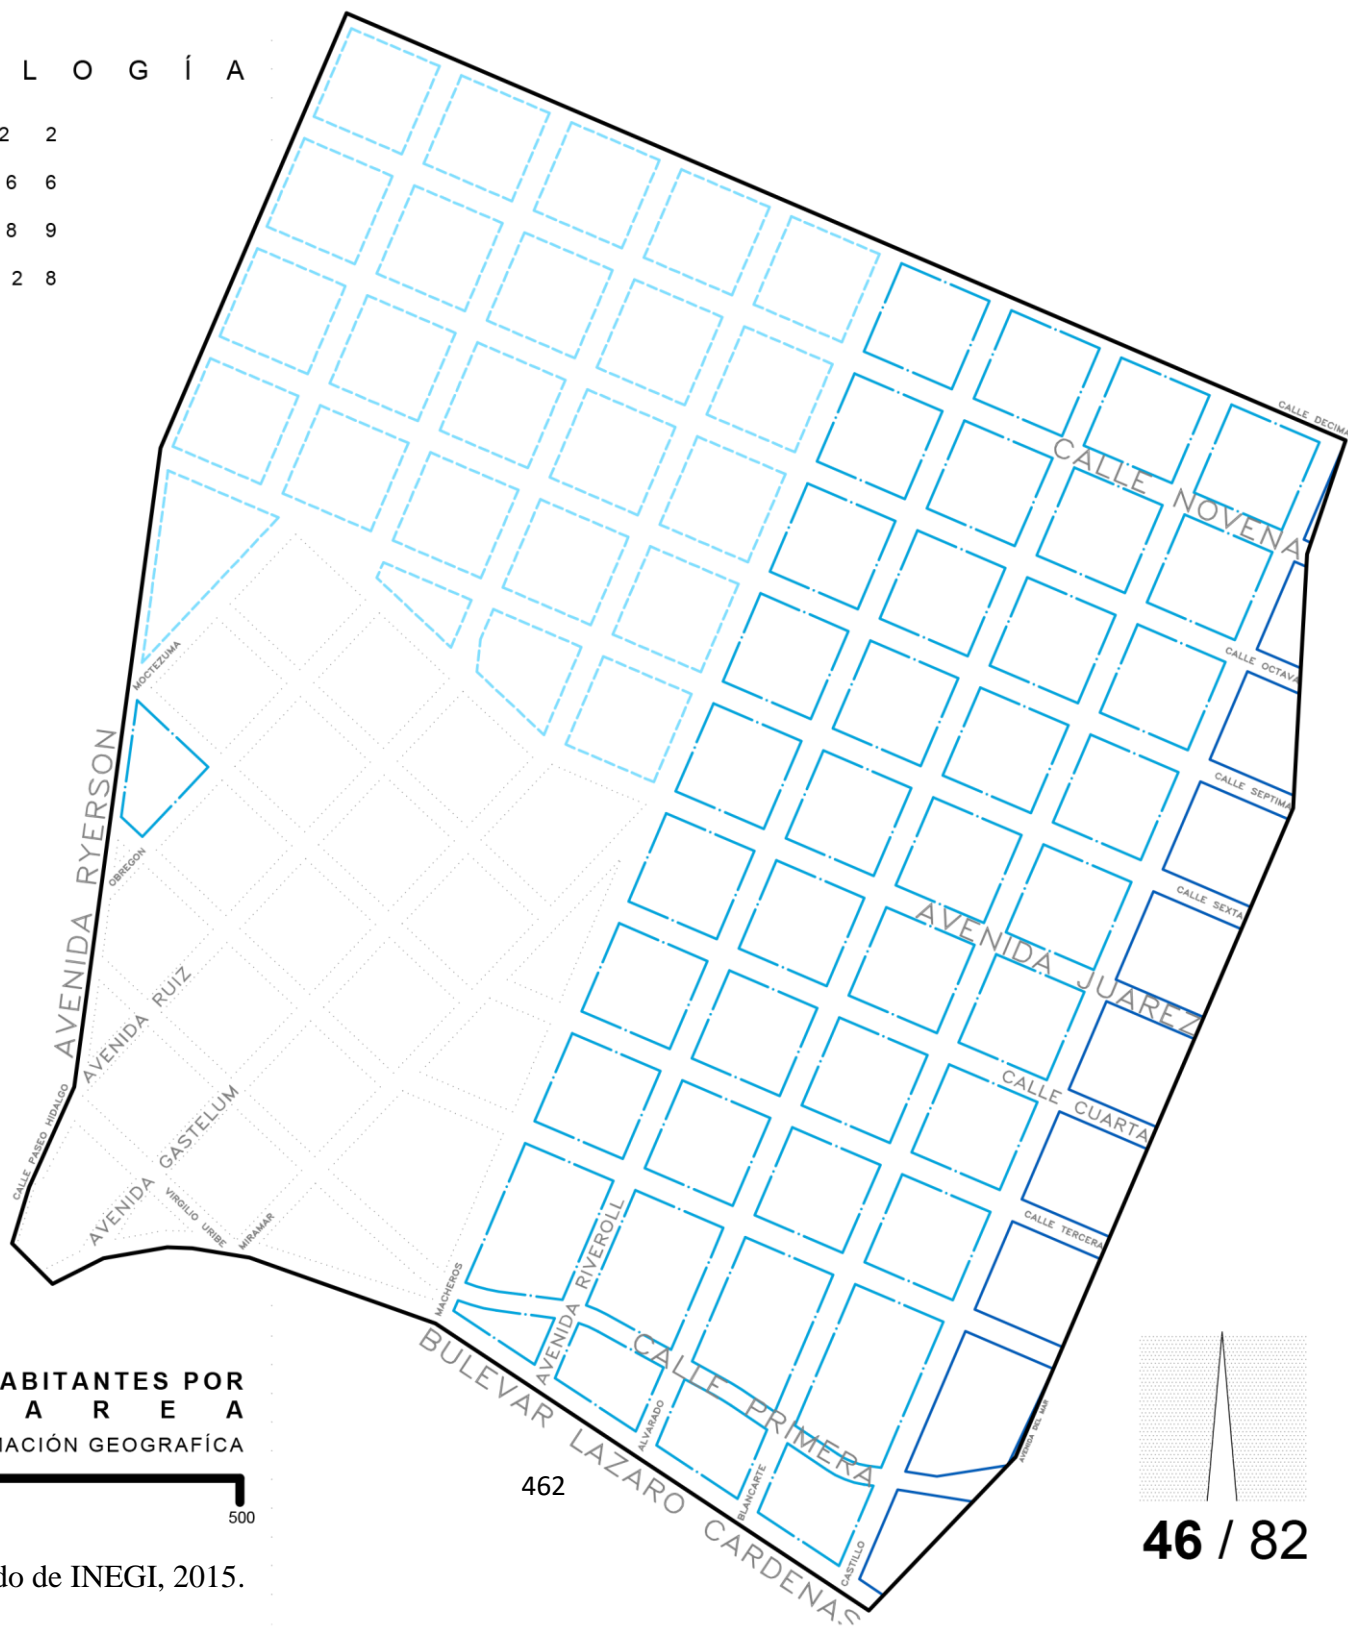 L O G Í A
2 2
6 6
8 9
2 8
CALLE DECIMA
CALLE NOVENA
CALLE OCTAVA
MOCTEZUMA
CALLE SEPTIMA
AVENIDA RYERSON
OBREGON
CALLE SEXTA
AVENIDA JUAREZ
AVENIDA RUIZ
CALLE CUARTA
CALLE PASEO HIDALGO
AVENIDA GASTELUM
VIRGILIO URIBE
MIRAMAR
CALLE TERCERA
MACHEROS
AVENIDA RIVEROLL
CALLE PRIMERA
BULEVAR LAZARO CARDENAS
ALVARADO
BLANCARTE
CASTILLO
AVENIDA DEL MAR
ABITANTES POR
A R E A
MACIÓN GEOGRAFÍCA
500
462
46 / 82
do de INEGI, 2015.